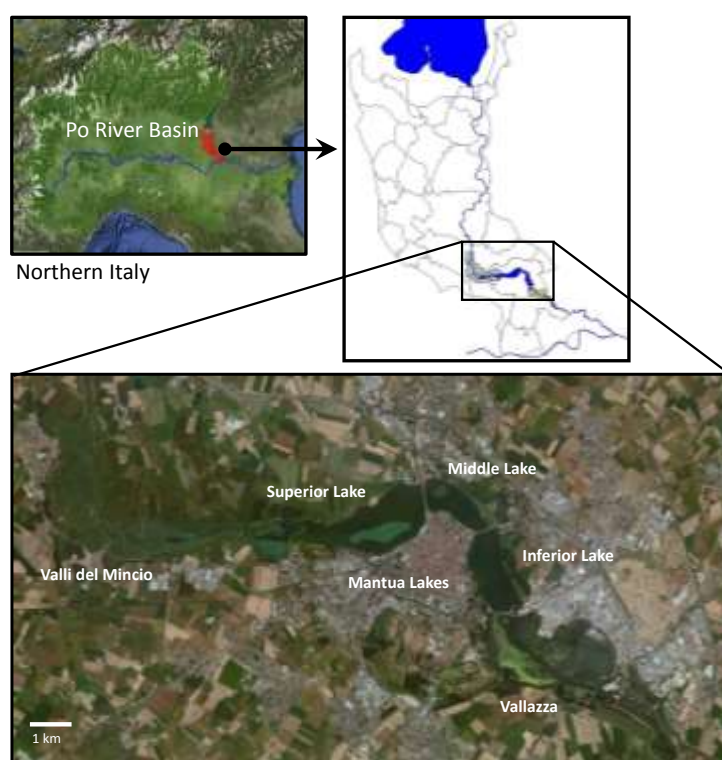 Po River Basin
Northern Italy
Middle Lake
Superior Lake
Inferior Lake
Valli del Mincio
Mantua Lakes
Vallazza
1 km